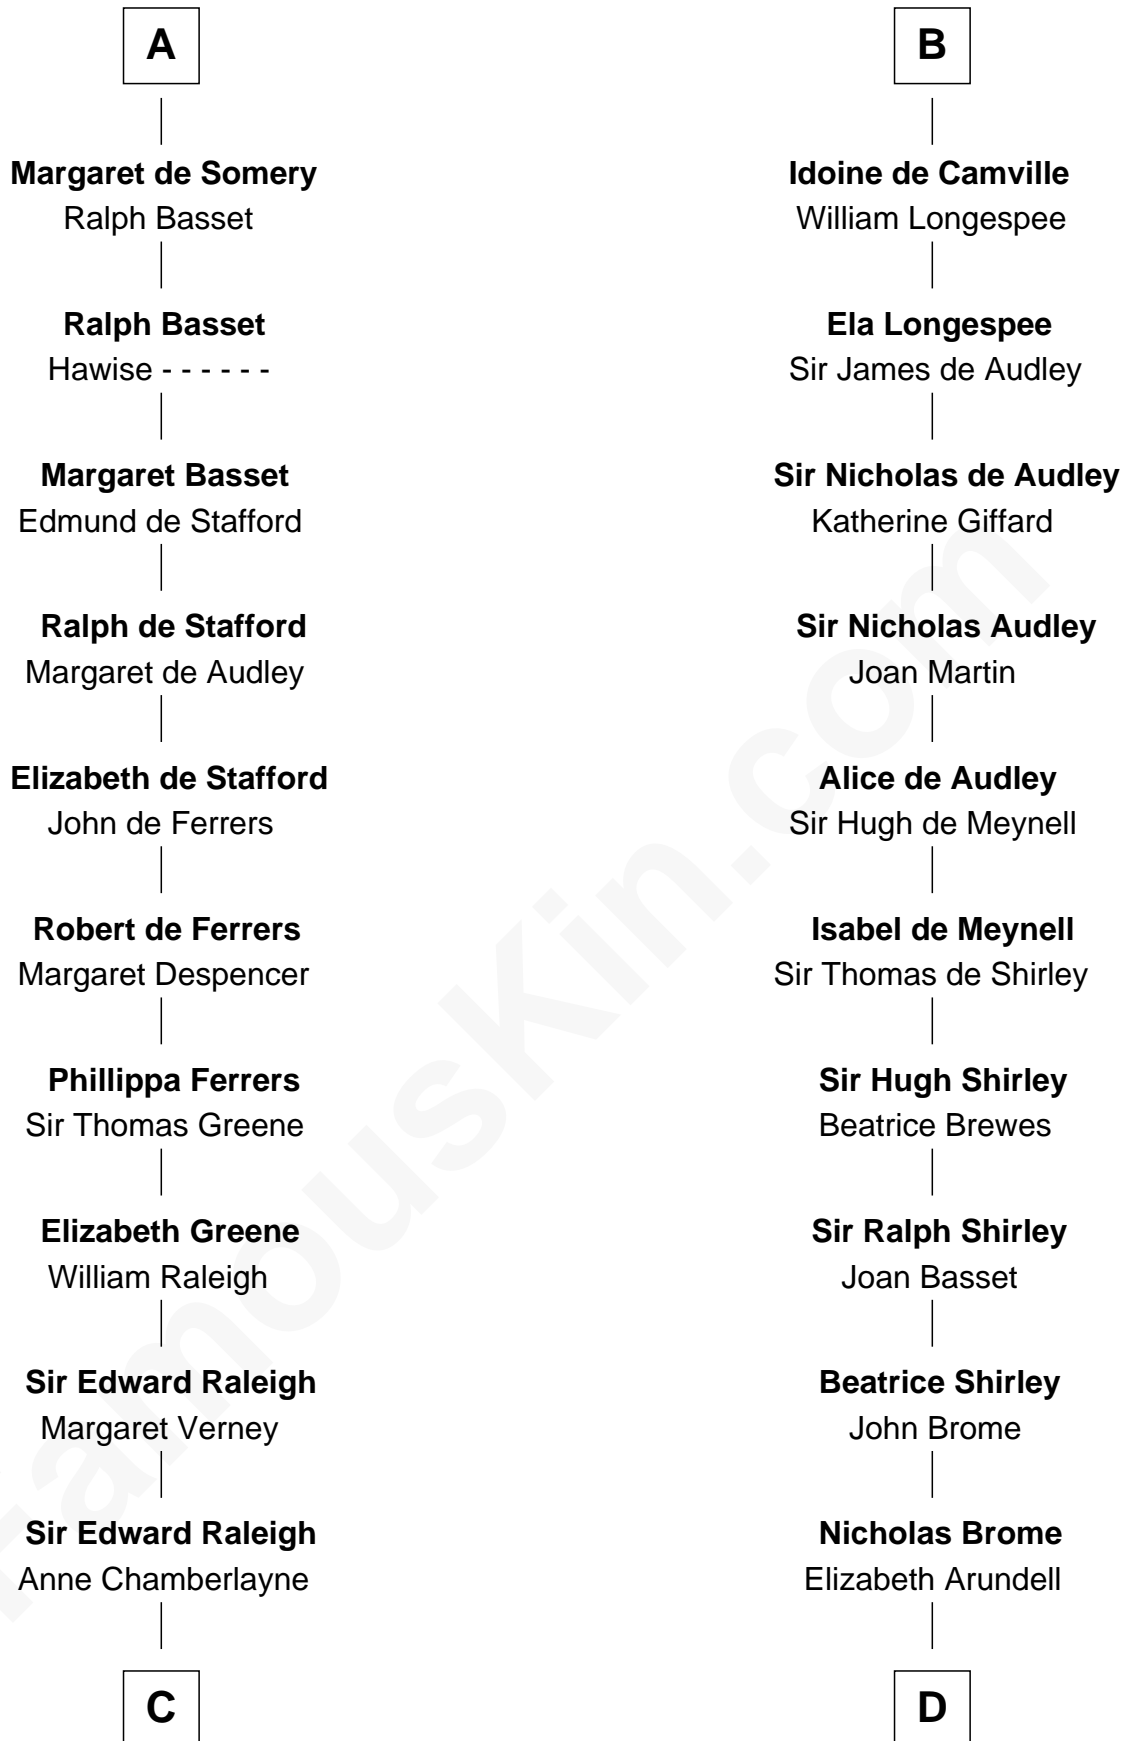 A
Margaret de Somery
Ralph Basset
Ralph Basset
Hawise - - - - - -
Margaret Basset
Edmund de Stafford
Ralph de Stafford
Margaret de Audley
Elizabeth de Stafford
John de Ferrers
Robert de Ferrers
Margaret Despencer
Phillippa Ferrers
Sir Thomas Greene
Elizabeth Greene
William Raleigh
Sir Edward Raleigh
Margaret Verney
Sir Edward Raleigh
Anne Chamberlayne
C
B
Idoine de Camville
William Longespee
Ela Longespee
Sir James de Audley
Sir Nicholas de Audley
Katherine Giffard
Sir Nicholas Audley
Joan Martin
Alice de Audley
Sir Hugh de Meynell
Isabel de Meynell
Sir Thomas de Shirley
Sir Hugh Shirley
Beatrice Brewes
Sir Ralph Shirley
Joan Basset
Beatrice Shirley
John Brome
Nicholas Brome
Elizabeth Arundell
D
FamousKin.com